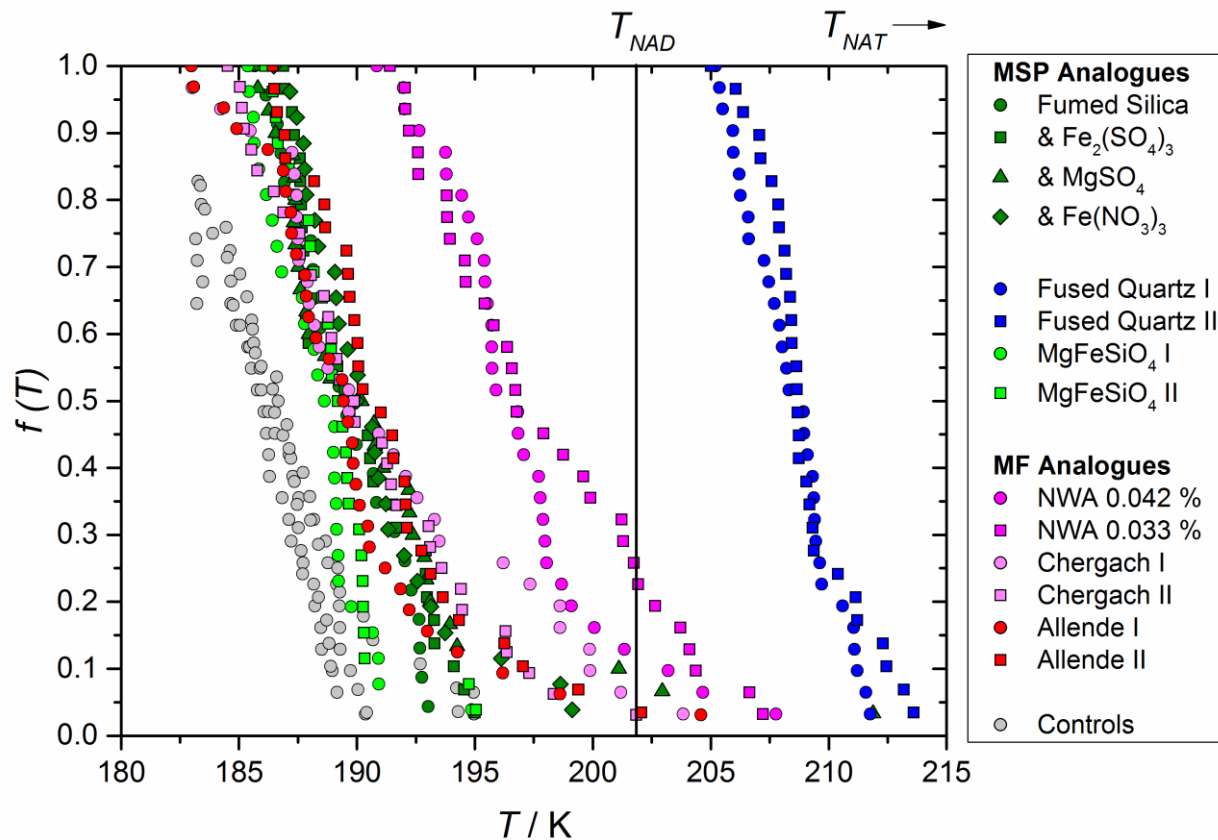 T_NAD
T_NAT
1.0
0.9
0.8
0.7
0.6
0.5
0.4
0.3
0.2
0.1
0.0
f (T)
180 185 190 195 200 205 210 215
T / K
MSP Analogues
Fumed Silica
& Fe₂(SO₄)₃
& MgSO₄
& Fe(NO₃)₃
Fused Quartz I
Fused Quartz II
MgFeSiO₄ I
MgFeSiO₄ II
MF Analogues
NWA 0.042 %
NWA 0.033 %
Chergach I
Chergach II
Allende I
Allende II
Controls